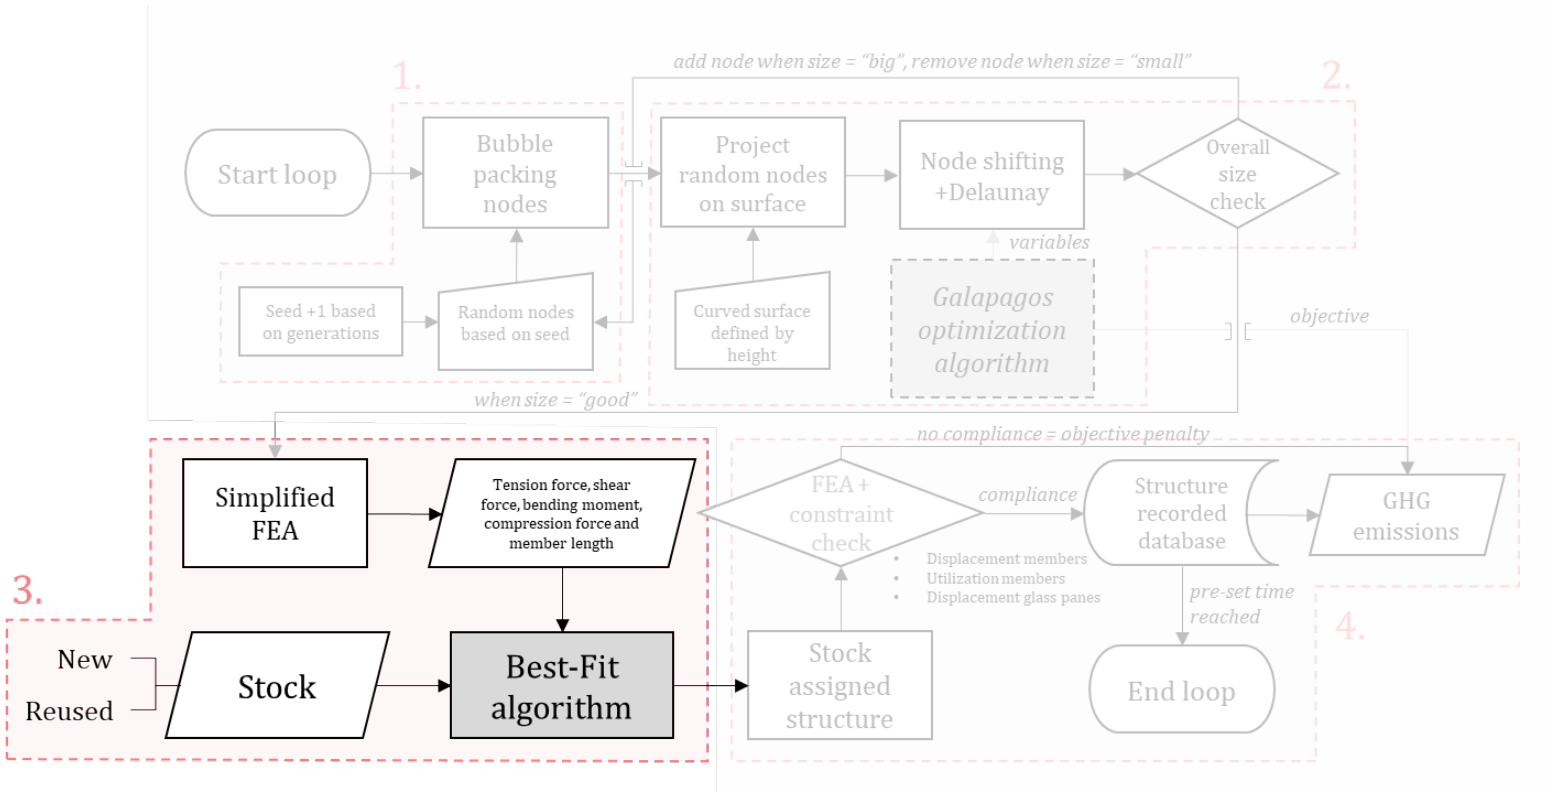 add node when size = “big”, remove node when size = “small”
1.
2.
Start loop
Bubble
packing
nodes
Project
random nodes
on surface
Node shifting
+Delaunay
Overall
size
check
variables
Seed +1 based
on generations
Random nodes
based on seed
Curved surface
defined by
height
Galapagos
optimization
algorithm
objective
when size = “good”
no compliance = objective penalty
Simplified
FEA
Tension force, shear
force, bending moment,
compression force and
member length
FEA +
constraint
check
compliance
Structure
recorded
database
GHG
emissions
• Displacement members
• Utilization members
• Displacement glass panes
pre-set time
reached
3.
4.
New
Reused
Stock
Best-Fit
algorithm
Stock
assigned
structure
End loop